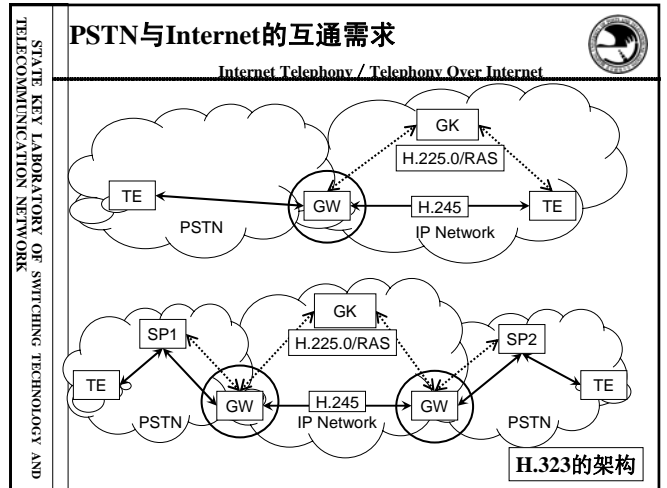 PSTN与Internet的互通需求
Internet Telephony / Telephony Over Internet
STATE KEY LABORATORY OF SWITCHING TECHNOLOGY AND
TELECOMMUNICATION NETWORK
GK
H.225.0/RAS
TE
GW
H.245
TE
PSTN
IP Network
GK
SP1
SP2
H.225.0/RAS
TE
TE
GW
H.245
GW
PSTN
IP Network
PSTN
H.323的架构